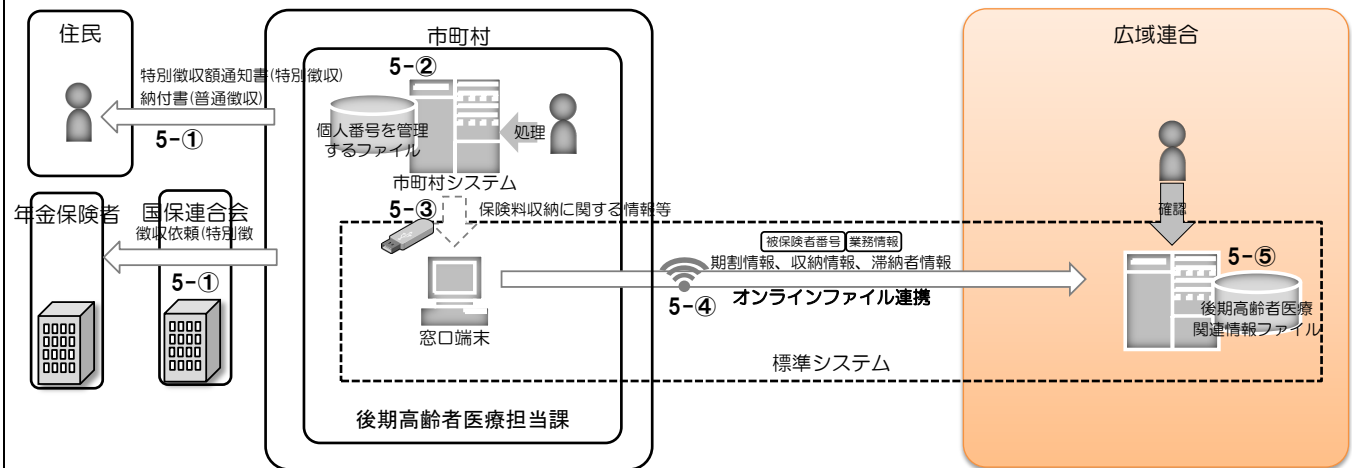 住民
特別徴収額通知書(特別徴収)
納付書(普通徴収)
5-①
年金保険者
国保連合会
徴収依頼(特別徴
5-①
市町村
5-②
個人番号を管理
するファイル
処理
市町村システム
5-③
保険料収納に関する情報等
窓口端末
後期高齢者医療担当課
被保険者番号 業務情報
期割情報、収納情報、滞納者情報
5-④
オンラインファイル連携
標準システム
広域連合
確認
5-⑤
後期高齢者医療
関連情報ファイル